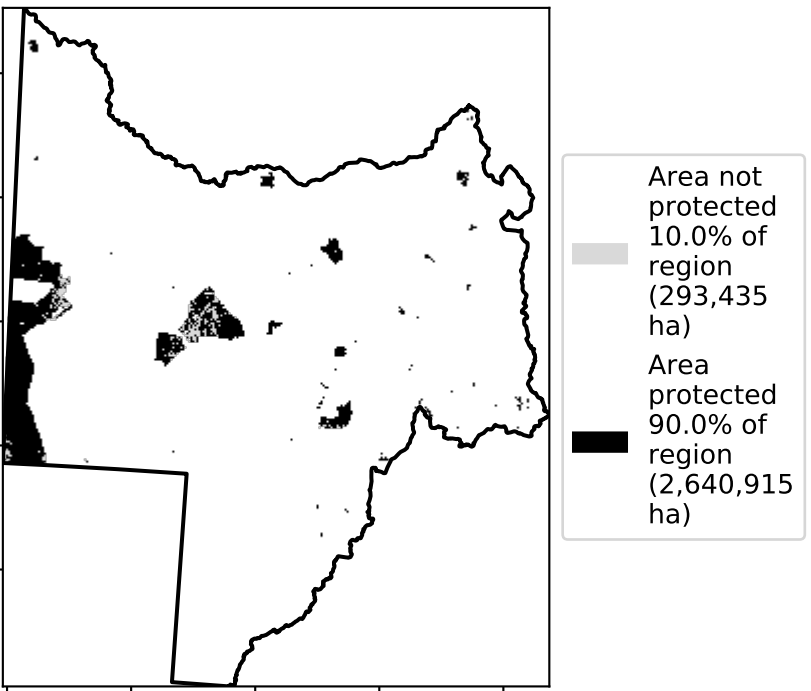 Area not
protected
10.0% of
region
(293,435
ha)
Area
protected
90.0% of
region
(2,640,915
ha)